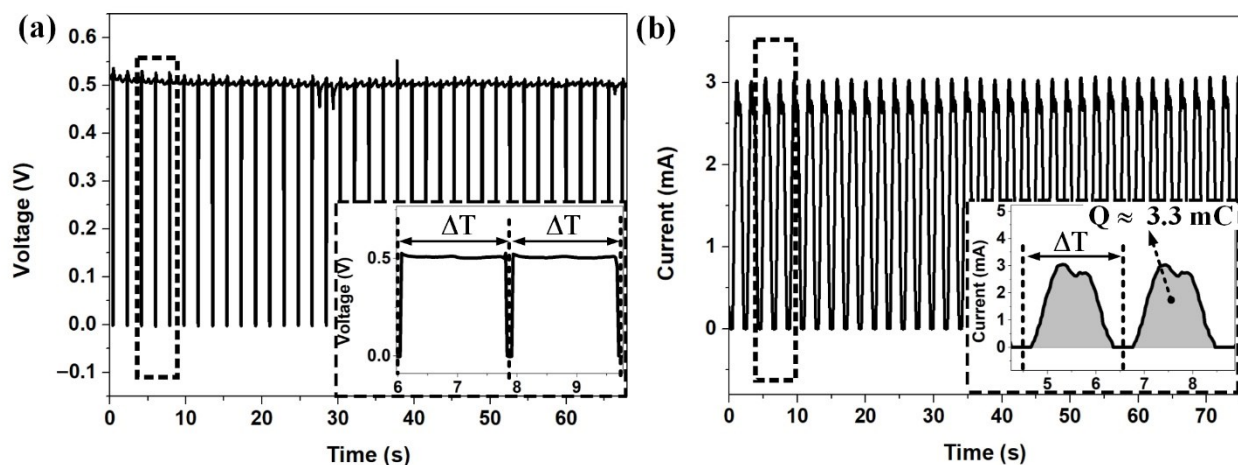 (a)
Voltage (V)
0.6
0.5
0.4
0.3
0.2
0.1
0.0
−0.1
0 10 20 30 40 50 60
Time (s)
ΔT ΔT
Voltage (V)
0.5
0.0
6 7 8 9
(b)
Current (mA)
3
2
1
0
0 10 20 30 40 50 60 70
Time (s)
Q ≈ 3.3 mC
ΔT
Current (mA)
5
4
3
2
1
0
5 6 7 8